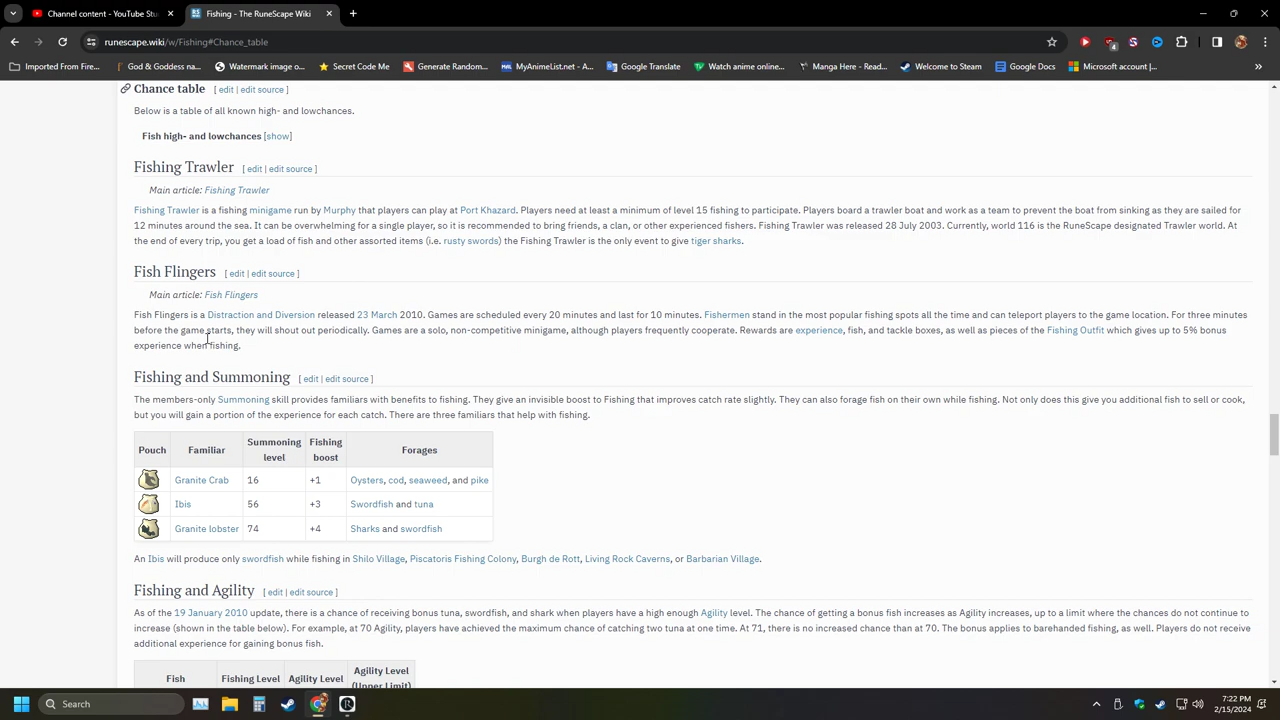 Channel content - YouTube Stu
Fishing - The RuneScape Wiki
runescape.wiki/w/Fishing#Chance_table
4
Imported From Fire...
God & Goddess na...
Watermark image o...
Secret Code Me
Generate Random...
MyAnimeList.net - A...
Google Translate
Watch anime online...
Manga Here - Read...
Welcome to Steam
Google Docs
Microsoft account |...
Chance table [ edit | edit source ]
Below is a table of all known high- and lowchances.
Fish high- and lowchances [show]
Fishing Trawler [ edit | edit source ]
Main article: Fishing Trawler
Fishing Trawler is a fishing minigame run by Murphy that players can play at Port Khazard. Players need at least a minimum of level 15 fishing to participate. Players board a trawler boat and work as a team to prevent the boat from sinking as they are sailed for
12 minutes around the sea. It can be overwhelming for a single player, so it is recommended to bring friends, a clan, or other experienced fishers. Fishing Trawler was released 28 July 2003. Currently, world 116 is the RuneScape designated Trawler world. At
the end of every trip, you get a load of fish and other assorted items (i.e. rusty swords) the Fishing Trawler is the only event to give tiger sharks.
Fish Flingers [ edit | edit source ]
Main article: Fish Flingers
Fish Flingers is a Distraction and Diversion released 23 March 2010. Games are scheduled every 20 minutes and last for 10 minutes. Fishermen stand in the most popular fishing spots all the time and can teleport players to the game location. For three minutes
before the game starts, they will shout out periodically. Games are a solo, non-competitive minigame, although players frequently cooperate. Rewards are experience, fish, and tackle boxes, as well as pieces of the Fishing Outfit which gives up to 5% bonus
experience when fishing.
Fishing and Summoning [ edit | edit source ]
The members-only Summoning skill provides familiars with benefits to fishing. They give an invisible boost to Fishing that improves catch rate slightly. They can also forage fish on their own while fishing. Not only does this give you additional fish to sell or cook,
but you will gain a portion of the experience for each catch. There are three familiars that help with fishing.
Pouch Familiar Summoning level Fishing boost Forages
Granite Crab 16 +1 Oysters, cod, seaweed, and pike
Ibis 56 +3 Swordfish and tuna
Granite lobster 74 +4 Sharks and swordfish
An Ibis will produce only swordfish while fishing in Shilo Village, Piscatoris Fishing Colony, Burgh de Rott, Living Rock Caverns, or Barbarian Village.
Fishing and Agility [ edit | edit source ]
As of the 19 January 2010 update, there is a chance of receiving bonus tuna, swordfish, and shark when players have a high enough Agility level. The chance of getting a bonus fish increases as Agility increases, up to a limit where the chances do not continue to
increase (shown in the table below). For example, at 70 Agility, players have achieved the maximum chance of catching two tuna at one time. At 71, there is no increased chance than at 70. The bonus applies to barehanded fishing, as well. Players do not receive
additional experience for gaining bonus fish.
Fish Fishing Level Agility Level Agility Level (Upper Limit)
Search
7:22 PM
2/15/2024